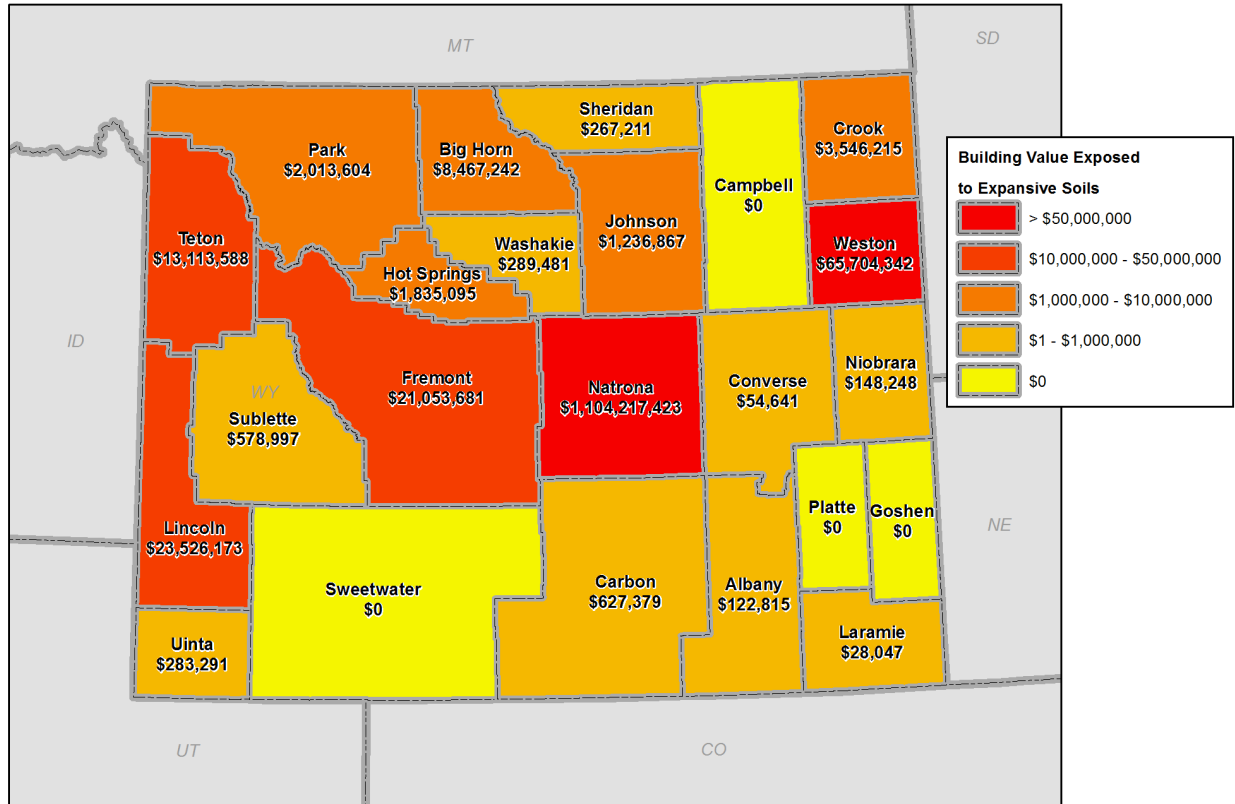 MT
SD
Sheridan
$267,211
Crook
$3,546,215
Park
$2,013,604
Big Horn
$8,467,242
Campbell
$0
Building Value Exposed
to Expansive Soils
> $50,000,000
$10,000,000 - $50,000,000
$1,000,000 - $10,000,000
$1 - $1,000,000
$0
Teton
$13,113,588
Johnson
$1,236,867
Washakie
$289,481
Weston
$65,704,342
Hot Springs
$1,835,095
ID
WY
Sublette
$578,997
Fremont
$21,053,681
Natrona
$1,104,217,423
Converse
$54,641
Niobrara
$148,248
Lincoln
$23,526,173
Platte
$0
Goshen
$0
NE
Sweetwater
$0
Carbon
$627,379
Albany
$122,815
Uinta
$283,291
Laramie
$28,047
UT
CO